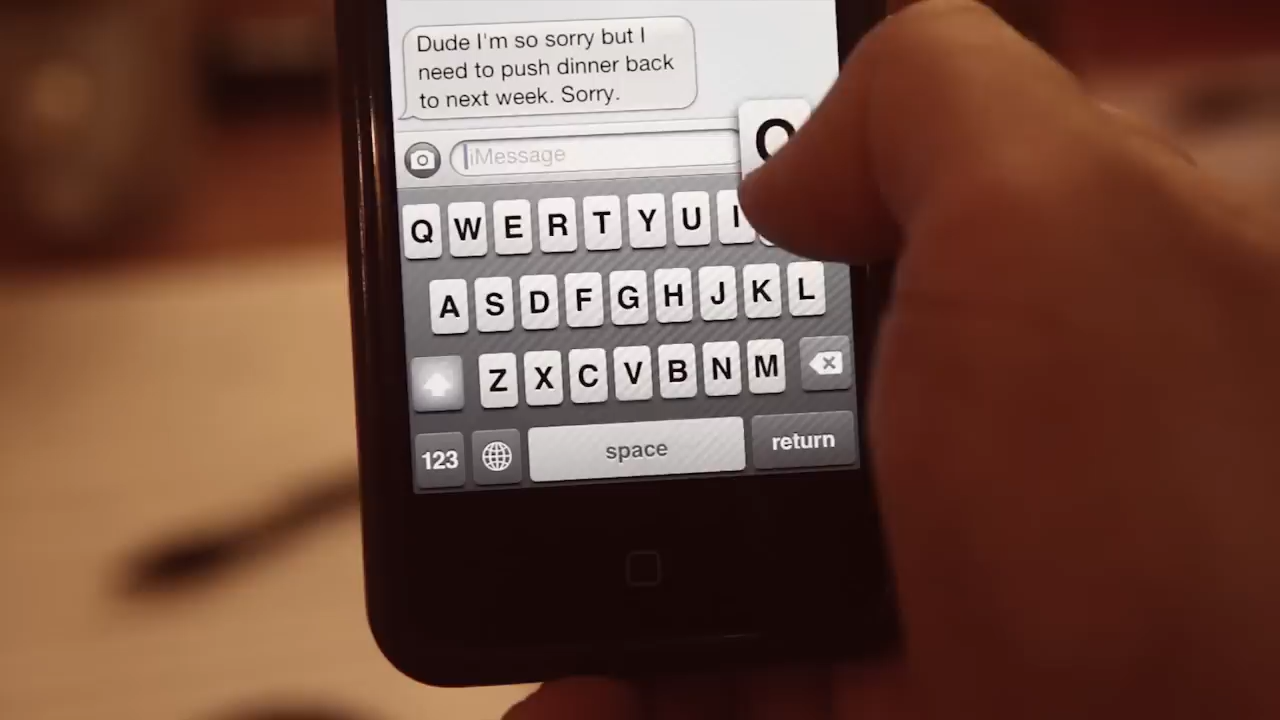 Dude I'm so sorry but I
need to push dinner back
to next week. Sorry.
iMessage
O
Q W E R T Y U I
A S D F G H J K L
Z X C V B N M
123 space return